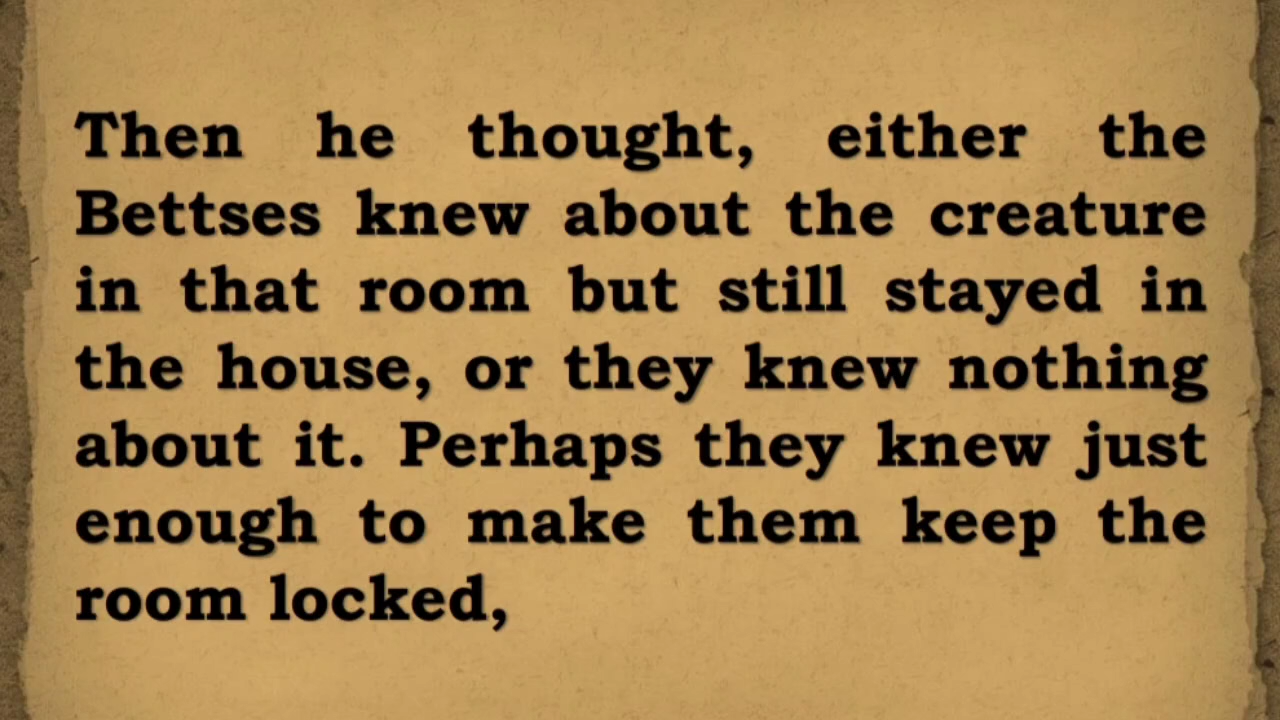 Then he thought, either the
Bettses knew about the creature
in that room but still stayed in
the house, or they knew nothing
about it. Perhaps they knew just
enough to make them keep the
room locked,